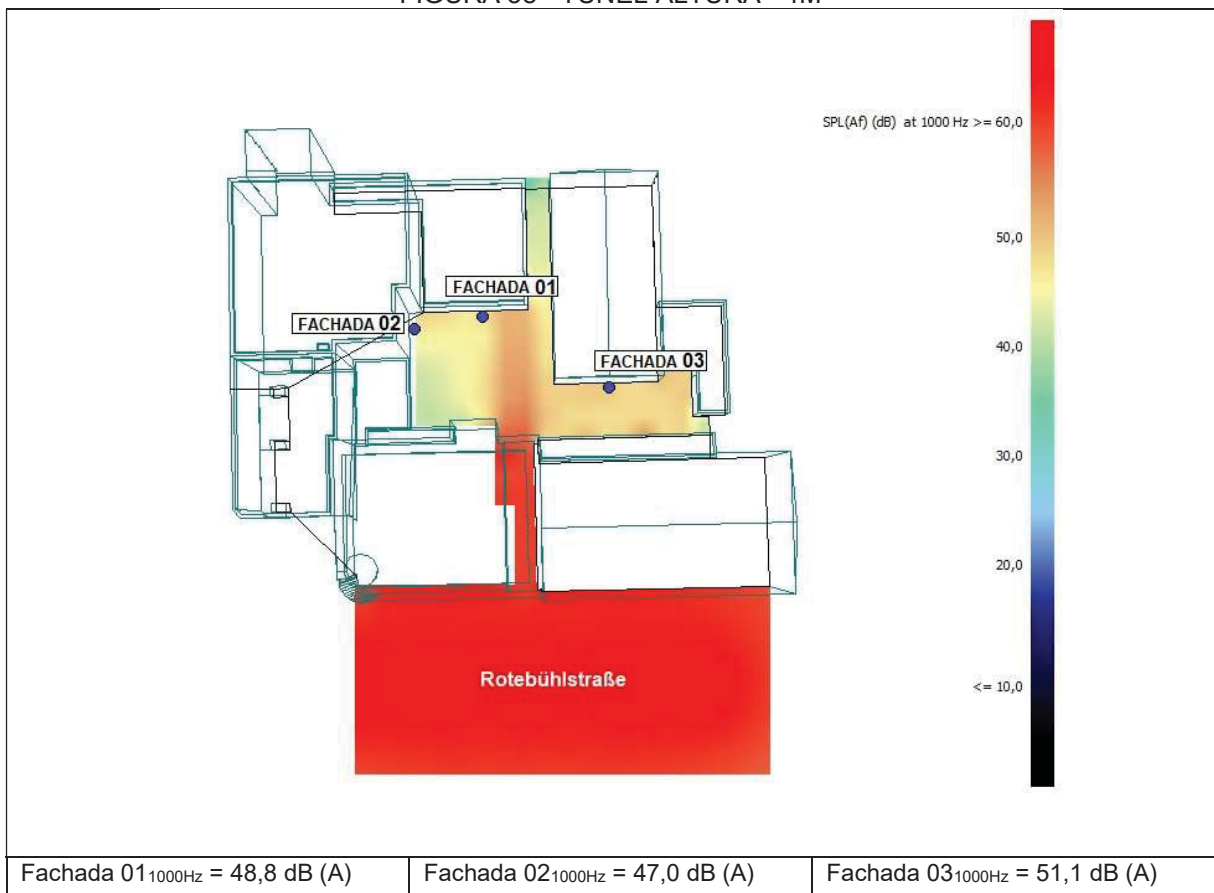 SPL(Af) (dB) at 1000 Hz >= 60,0
50,0
FACHADA 01
FACHADA 02
40,0
FACHADA 03
30,0
20,0
Rotebühlstraße
<= 10,0
Fachada 011000Hz = 48,8 dB (A)
Fachada 021000Hz = 47,0 dB (A)
Fachada 031000Hz = 51,1 dB (A)